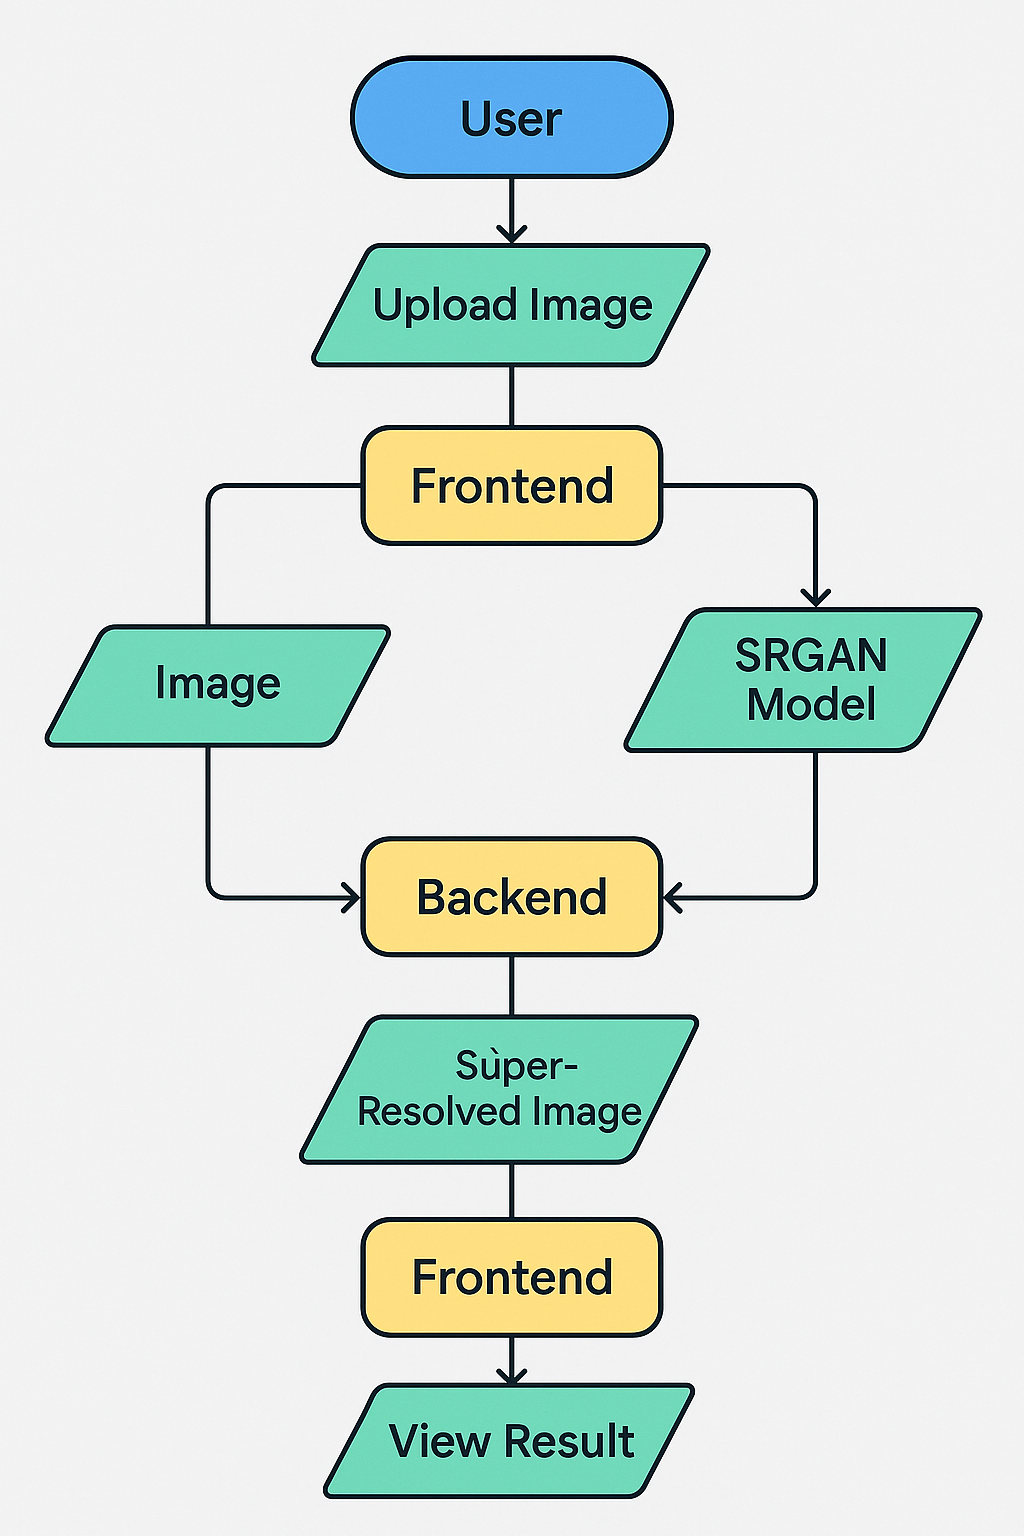 User
Upload Image
Frontend
Image
SRGAN
Model
Backend
Sùper-
Resolved Image
Frontend
View Result